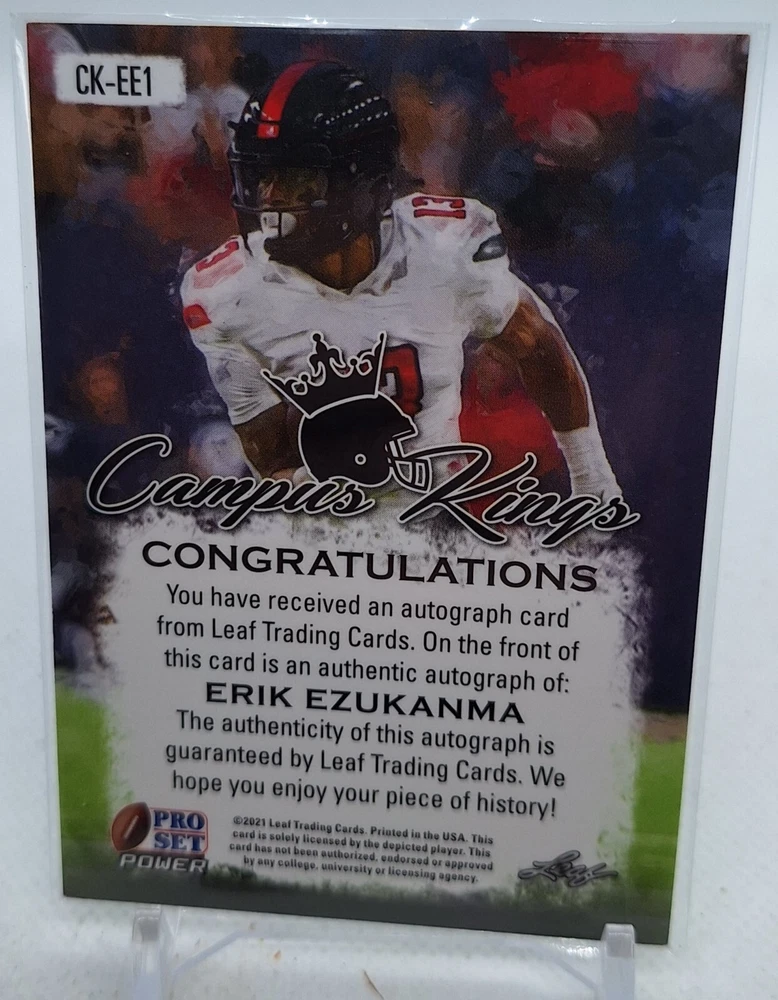 CK-EE1
13
3
3
Campus Kings
CONGRATULATIONS
You have received an autograph card
from Leaf Trading Cards. On the front of
this card is an authentic autograph of:
ERIK EZUKANMA
The authenticity of this autograph is
guaranteed by Leaf Trading Cards. We
hope you enjoy your piece of history!
PRO
SET
POWER
©2021 Leaf Trading Cards. Printed in the USA. This
card is solely licensed by the depicted player. This
card has not been authorized, endorsed or approved
by any college, university or licensing agency.
Leaf